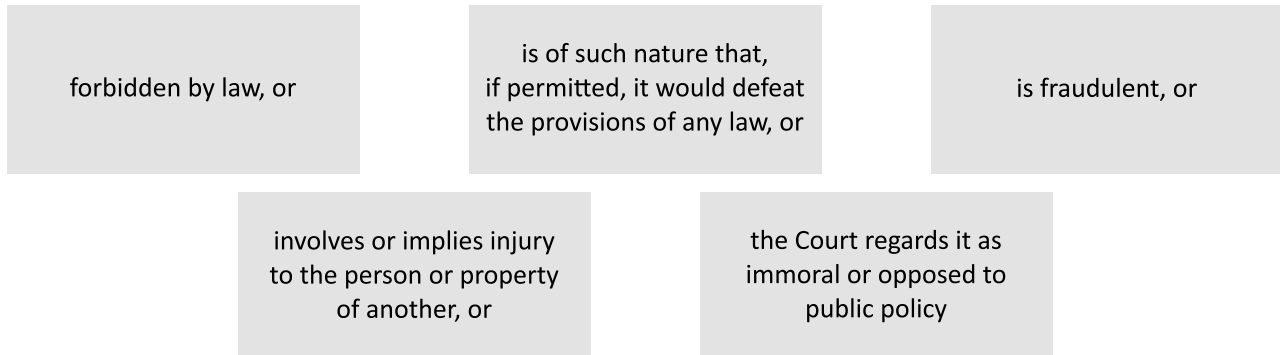 forbidden by law, or
is of such nature that,
if permitted, it would defeat
the provisions of any law, or
is fraudulent, or
involves or implies injury
to the person or property
of another, or
the Court regards it as
immoral or opposed to
public policy